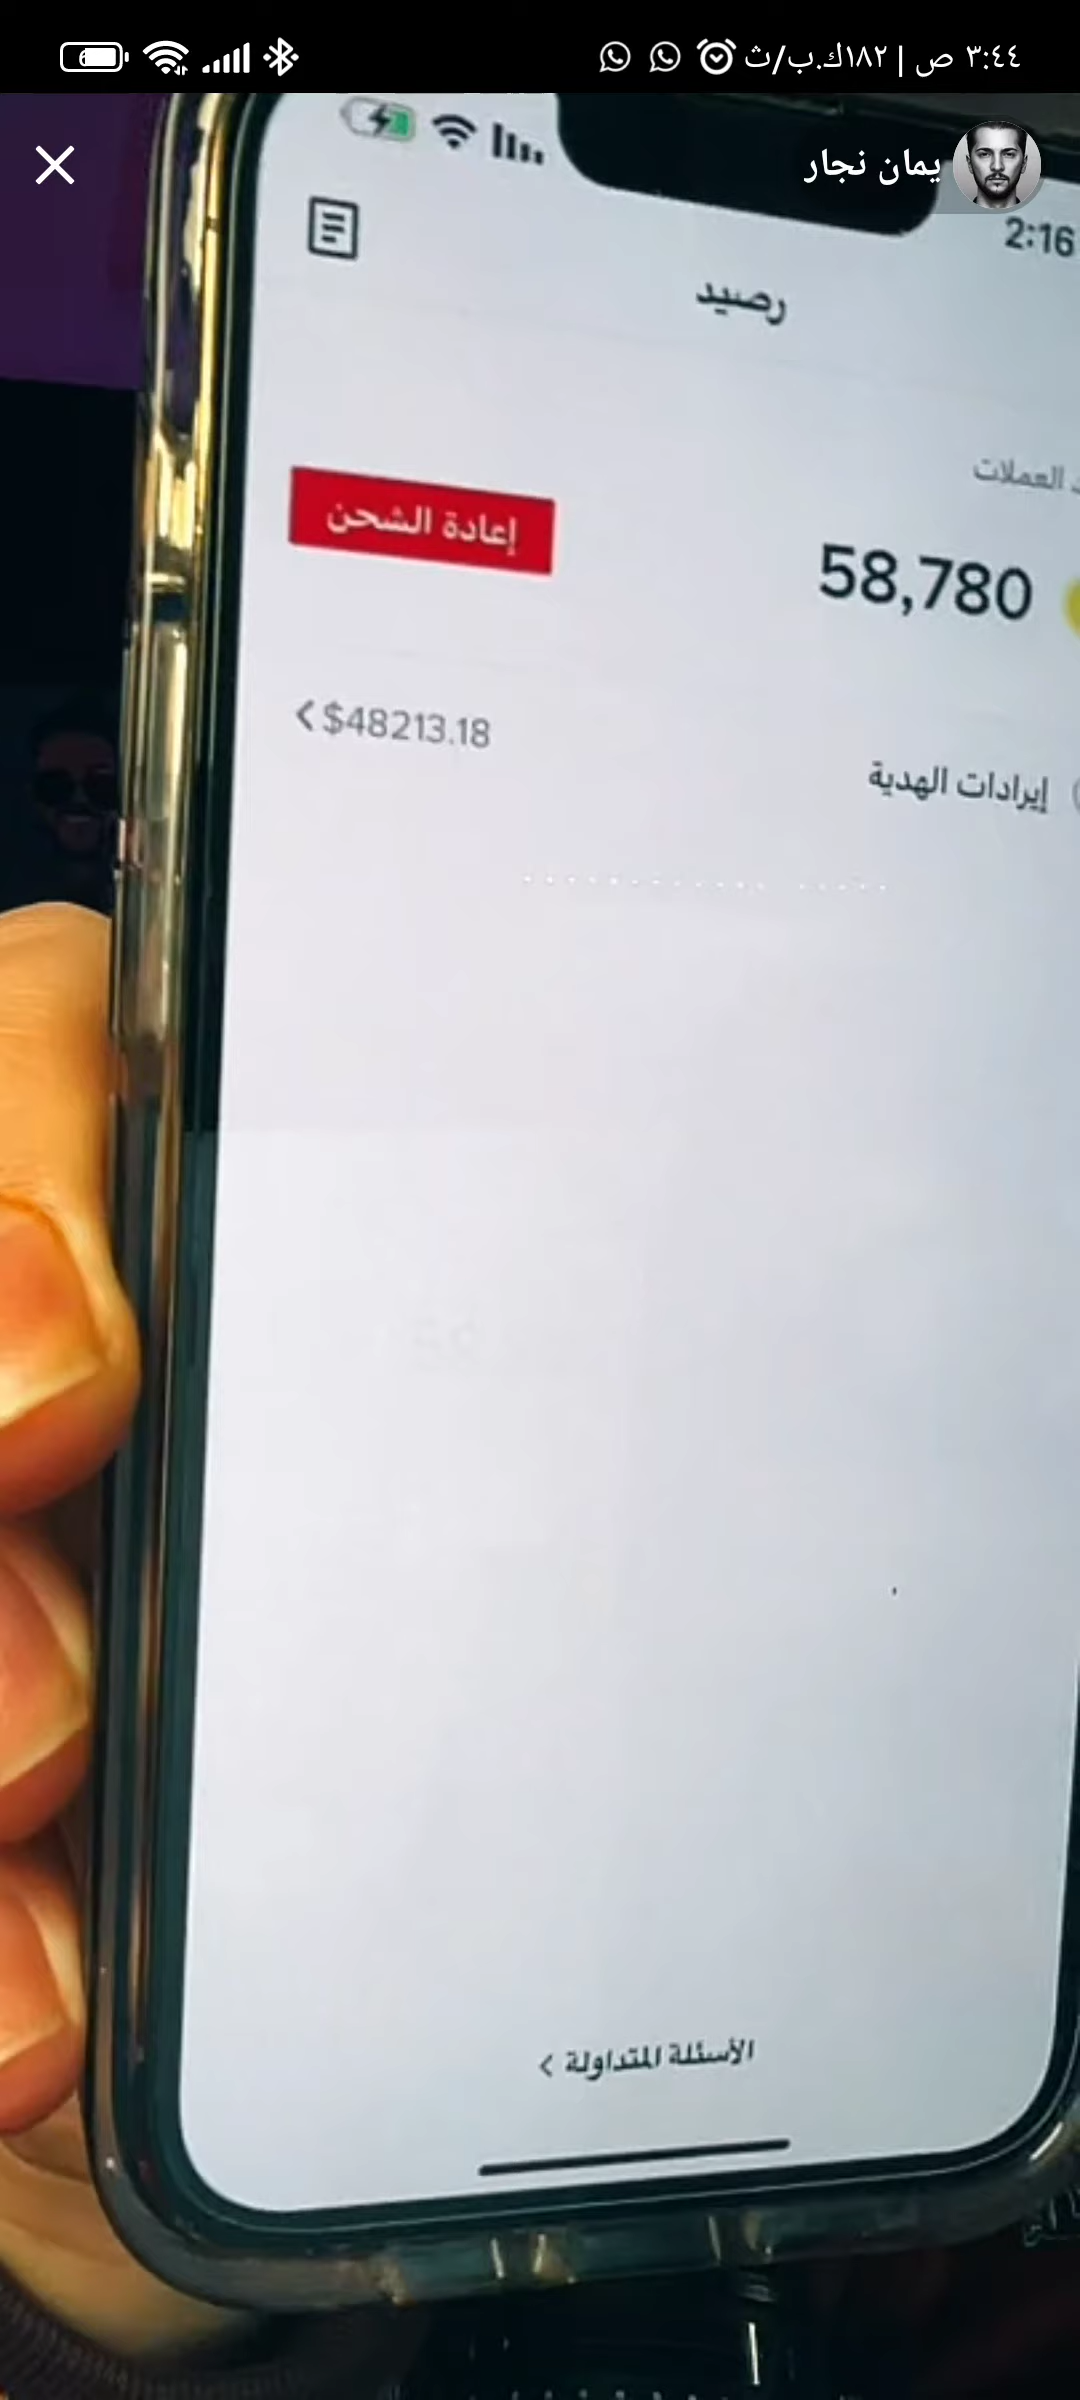 ٣:٤٤ ص | ١٨٢ك.ب/ث
يمان نجار
2:16
رصيد
العملات
58,780
إعادة الشحن
إيرادات الهدية
$48213.18
الأسئلة المتداولة